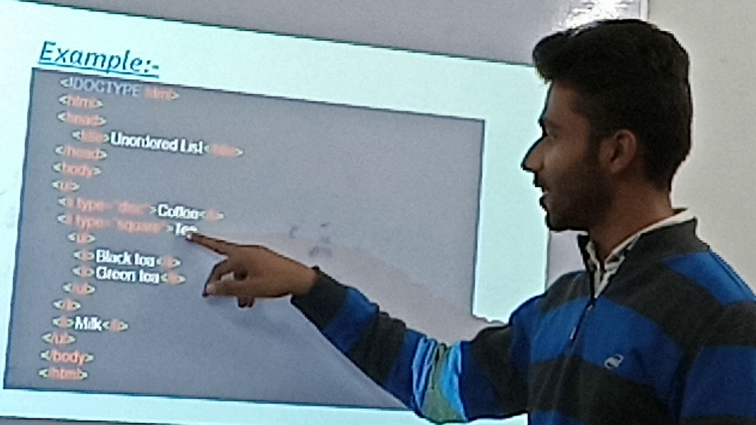 Example:-
<!DOCTYPE html>
<html>
<head>
<title>Unordered List</title>
</head>
<body>
<ul>
<li type="disc">Coffee</li>
<li type="square">Tea
<ul>
<li>Black tea</li>
<li>Green tea</li>
</ul>
</li>
<li>Milk</li>
</ul>
</body>
</html>